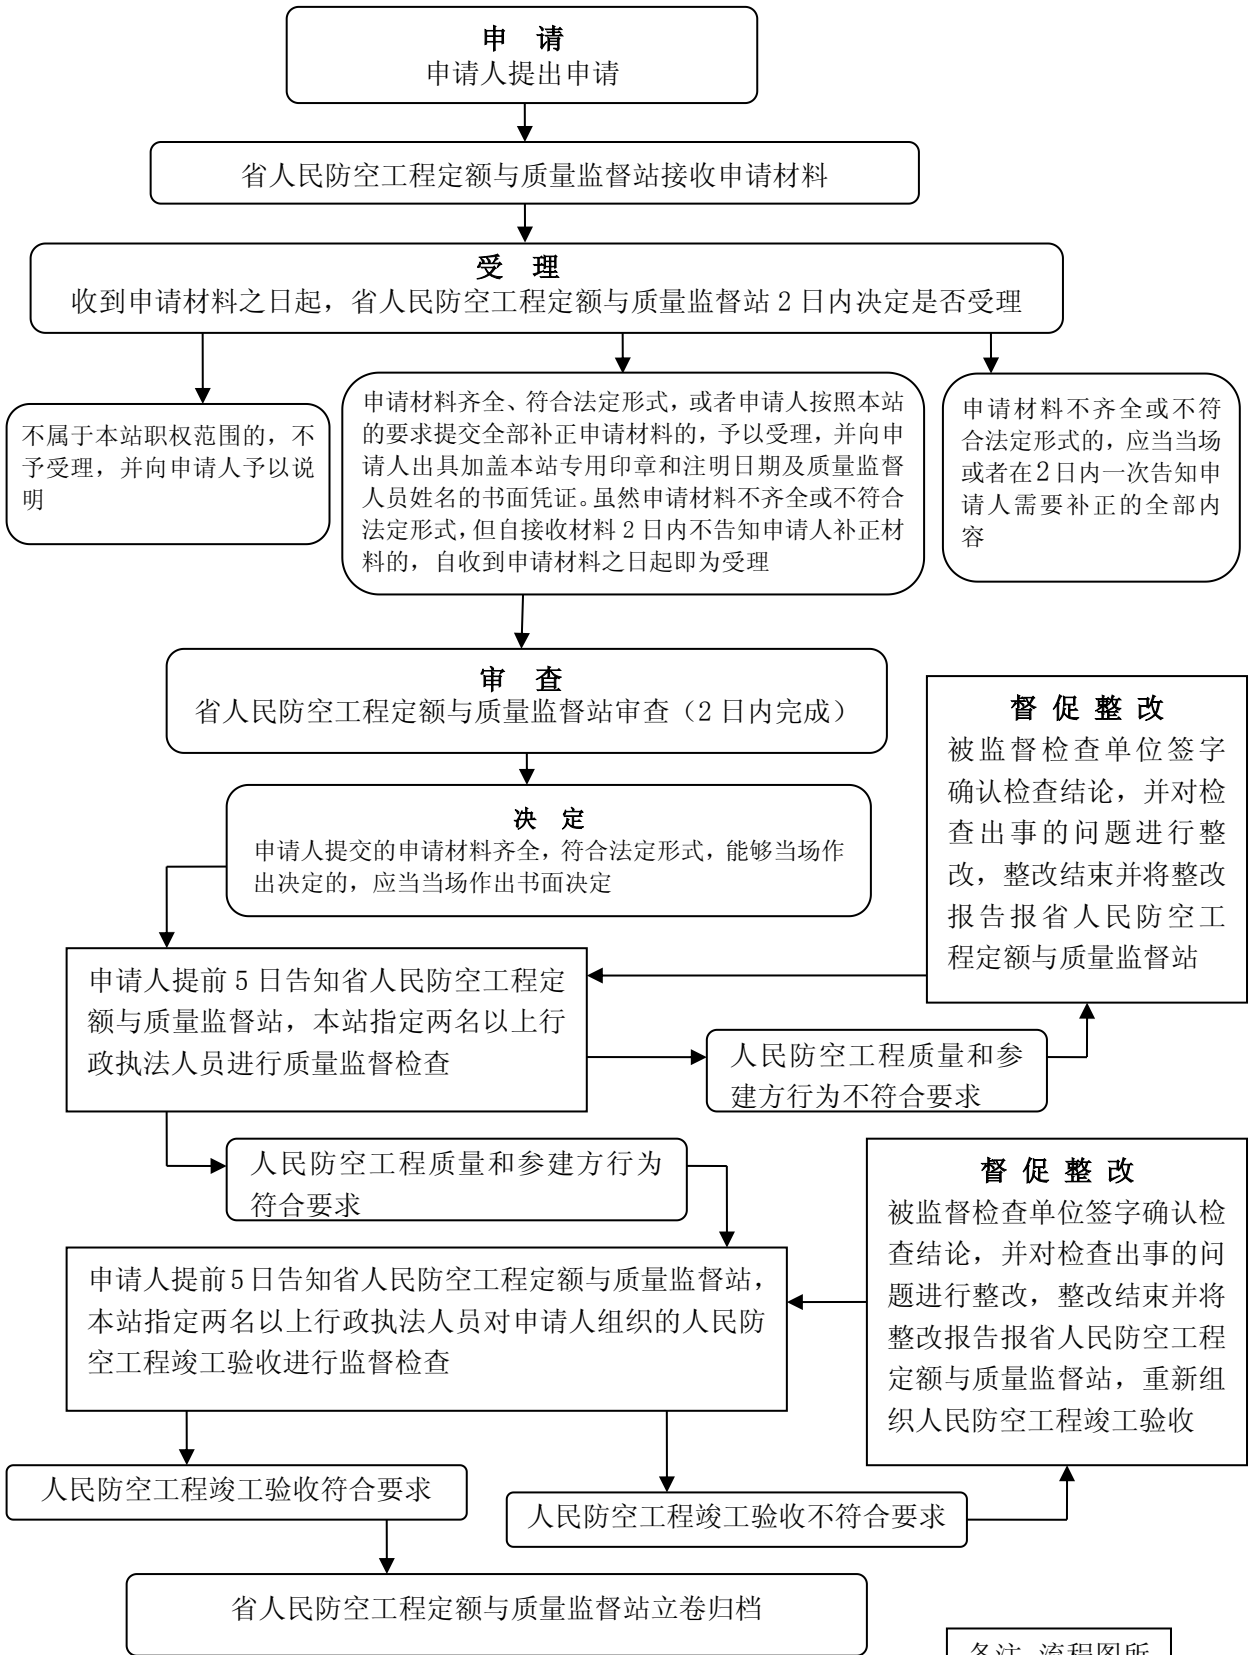 申 请
申请人提出申请
省人民防空工程定额与质量监督站接收申请材料
受 理
收到申请材料之日起，省人民防空工程定额与质量监督站 2 日内决定是否受理
不属于本站职权范围的，不
予受理，并向申请人予以说
明
申请材料齐全、符合法定形式，或者申请人按照本站
的要求提交全部补正申请材料的，予以受理，并向申
请人出具加盖本站专用印章和注明日期及质量监督
人员姓名的书面凭证。虽然申请材料不齐全或不符合
法定形式，但自接收材料 2 日内不告知申请人补正材
料的，自收到申请材料之日起即为受理
申请材料不齐全或不符
合法定形式的，应当当场
或者在 2 日内一次告知申
请人需要补正的全部内
容
审 查
省人民防空工程定额与质量监督站审查（2 日内完成）
决 定
申请人提交的申请材料齐全，符合法定形式，能够当场作
出决定的，应当当场作出书面决定
督 促 整 改
被监督检查单位签字
确认检查结论，并对检
查出事的问题进行整
改，整改结束并将整改
报告报省人民防空工
程定额与质量监督站
申请人提前 5 日告知省人民防空工程定
额与质量监督站，本站指定两名以上行
政执法人员进行质量监督检查
人民防空工程质量和参
建方行为不符合要求
人民防空工程质量和参建方行为
符合要求
督 促 整 改
被监督检查单位签字确认检
查结论，并对检查出事的问
题进行整改，整改结束并将
整改报告报省人民防空工程
定额与质量监督站，重新组
织人民防空工程竣工验收
申请人提前 5 日告知省人民防空工程定额与质量监督站，
本站指定两名以上行政执法人员对申请人组织的人民防
空工程竣工验收进行监督检查
人民防空工程竣工验收符合要求
人民防空工程竣工验收不符合要求
省人民防空工程定额与质量监督站立卷归档
备注 流程图所